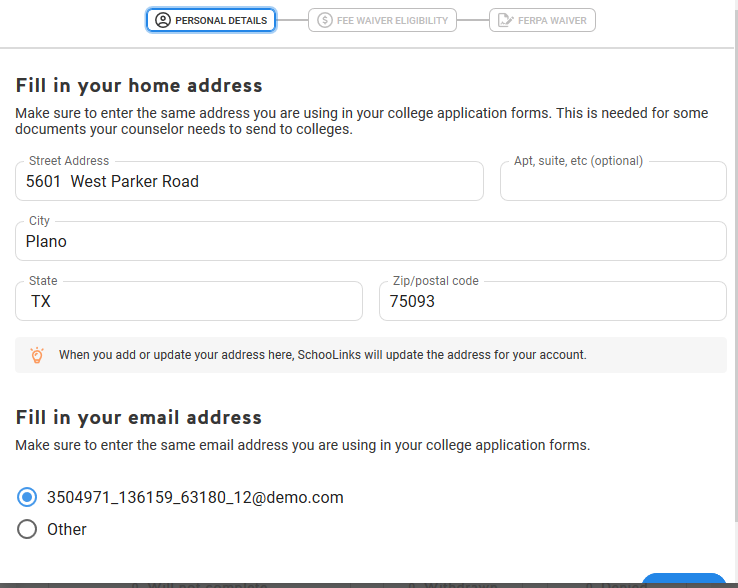 PERSONAL DETAILS
FEE WAIVER ELIGIBILITY
FERPA WAIVER
Fill in your home address
Make sure to enter the same address you are using in your college application forms. This is needed for some
documents your counselor needs to send to colleges.
Street Address
5601  West Parker Road
Apt, suite, etc (optional)
City
Plano
State
TX
Zip/postal code
75093
When you add or update your address here, SchooLinks will update the address for your account.
Fill in your email address
Make sure to enter the same email address you are using in your college application forms.
3504971_136159_63180_12@demo.com
Other